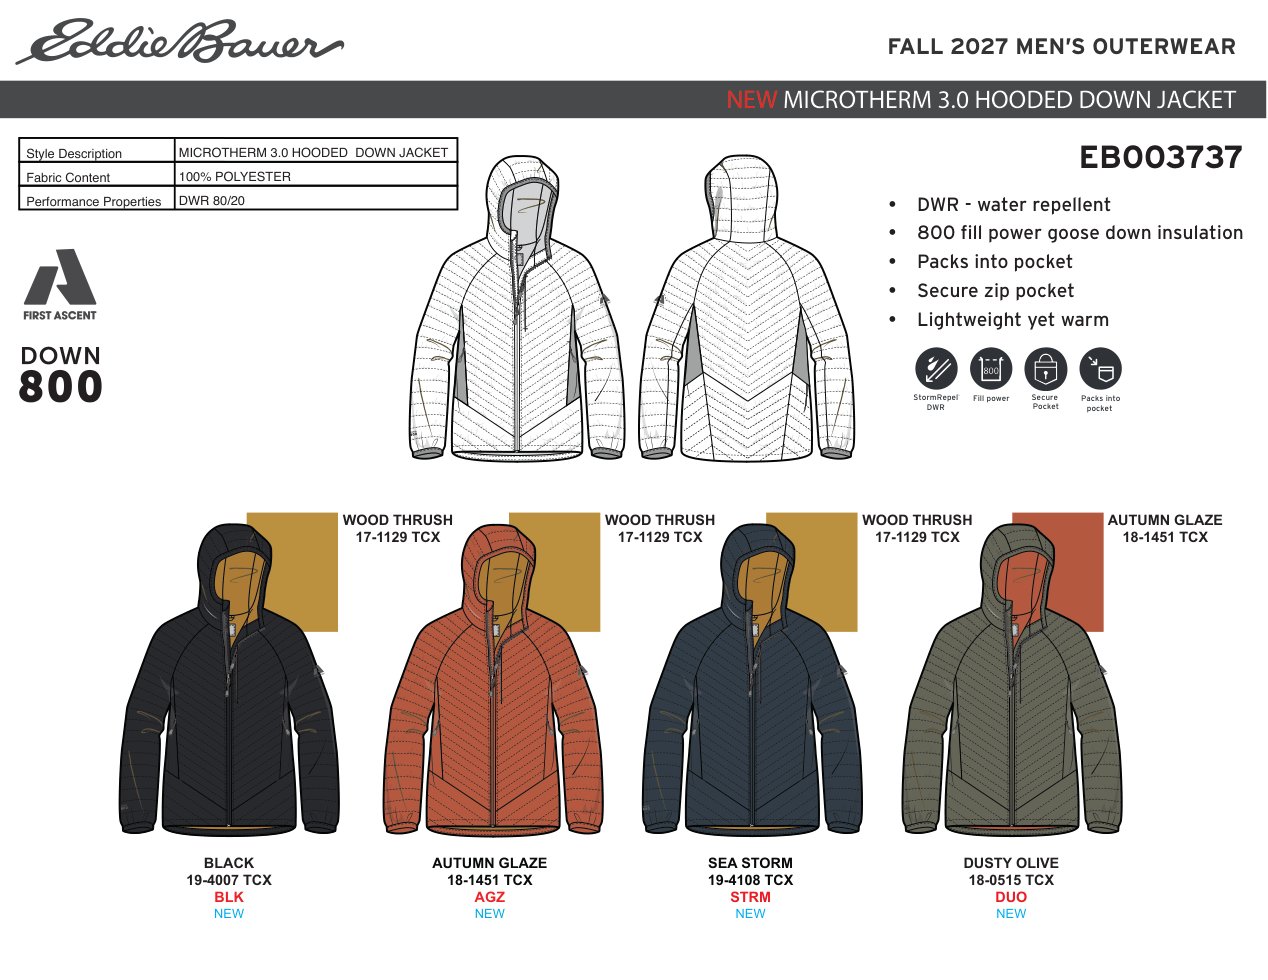 Eddie Bauer
FALL 2027 MEN'S OUTERWEAR
NEW MICROTHERM 3.0 HOODED DOWN JACKET
Style Description MICROTHERM 3.0 HOODED DOWN JACKET
Fabric Content 100% POLYESTER
Performance Properties DWR 80/20
FIRST ASCENT
DOWN
800
EB003737
• DWR - water repellent
• 800 fill power goose down insulation
• Packs into pocket
• Secure zip pocket
• Lightweight yet warm
800
StormRepel
DWR
Fill power
Secure
Pocket
Packs into
pocket
WOOD THRUSH
17-1129 TCX
WOOD THRUSH
17-1129 TCX
WOOD THRUSH
17-1129 TCX
AUTUMN GLAZE
18-1451 TCX
BLACK
19-4007 TCX
BLK
NEW
AUTUMN GLAZE
18-1451 TCX
AGZ
NEW
SEA STORM
19-4108 TCX
STRM
NEW
DUSTY OLIVE
18-0515 TCX
DUO
NEW